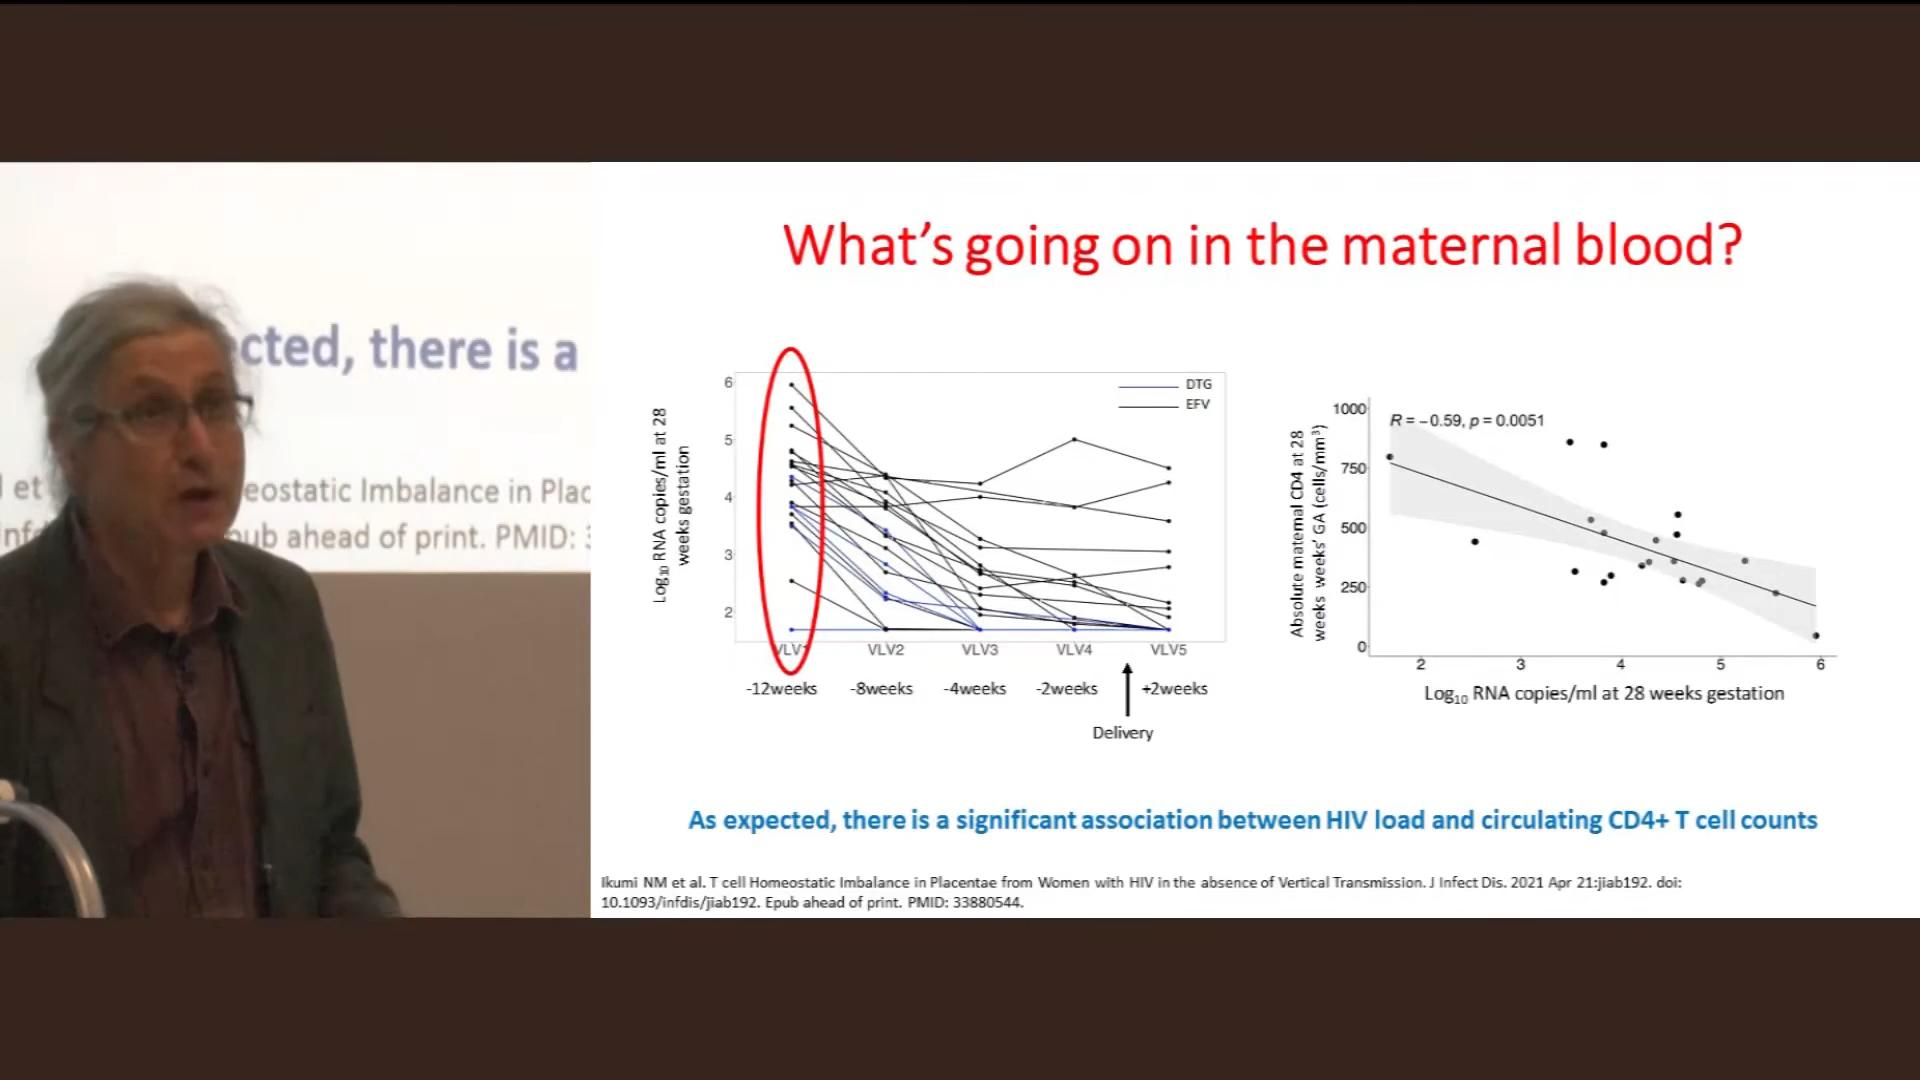 What's going on in the maternal blood?
cted, there is a
et
eostatic Imbalance in Plac
ub ahead of print. PMID:
Log10 RNA copies/ml at 28
weeks gestation
6
5
4
3
2
DTG
EFV
VLV1
VLV2
VLV3
VLV4
VLV5
-12weeks
-8weeks
-4weeks
-2weeks
+2weeks
Delivery
Absolute maternal CD4 at 28
weeks weeks' GA (cells/mm³)
1000
750
500
250
0
R = −0.59, p = 0.0051
2
3
4
5
6
Log10 RNA copies/ml at 28 weeks gestation
As expected, there is a significant association between HIV load and circulating CD4+ T cell counts
Ikumi NM et al. T cell Homeostatic Imbalance in Placentae from Women with HIV in the absence of Vertical Transmission. J Infect Dis. 2021 Apr 21:jiab192. doi:
10.1093/infdis/jiab192. Epub ahead of print. PMID: 33880544.